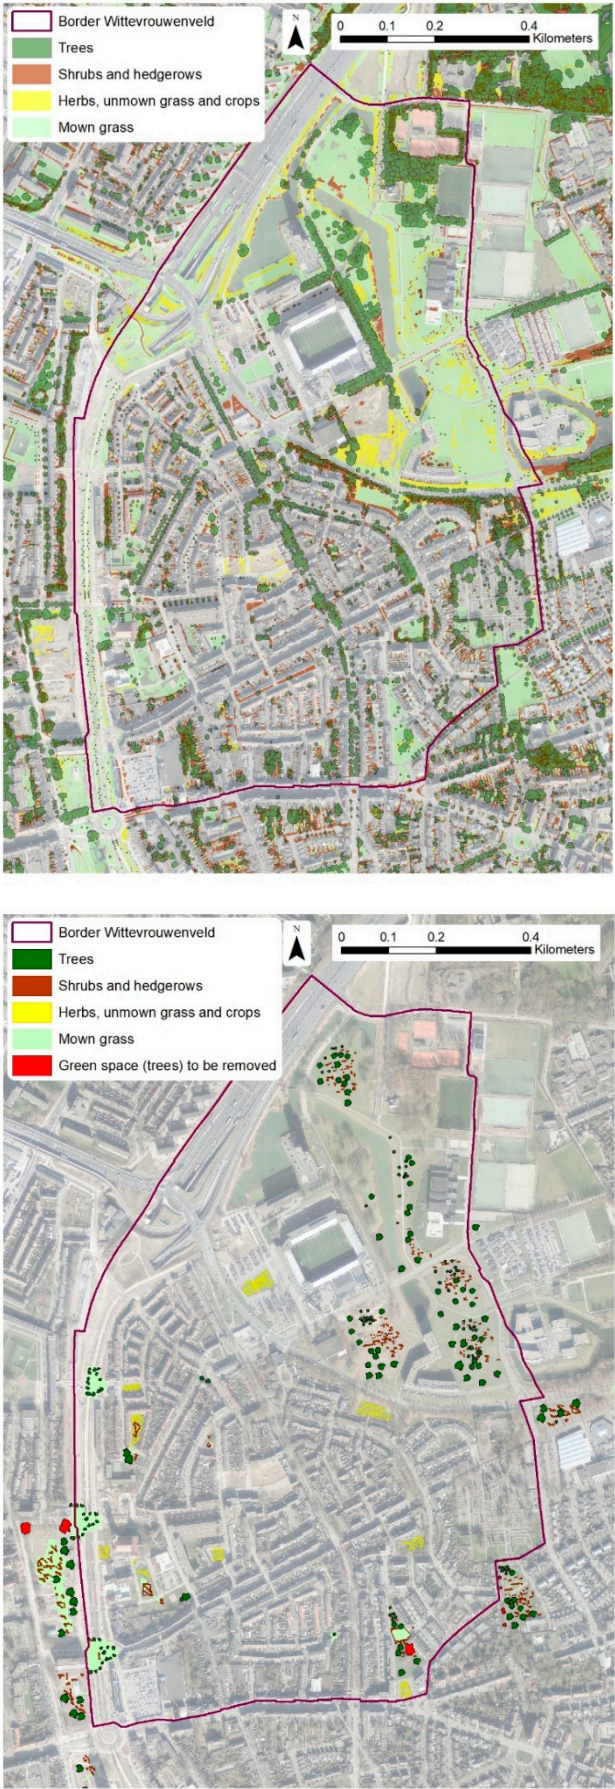 Border Wittevrouwenveld
Trees
Shrubs and hedgerows
Herbs, unmown grass and crops
Mown grass
N
0 0.1 0.2 0.4
Kilometers
Border Wittevrouwenveld
Trees
Shrubs and hedgerows
Herbs, unmown grass and crops
Mown grass
Green space (trees) to be removed
N
0 0.1 0.2 0.4
Kilometers